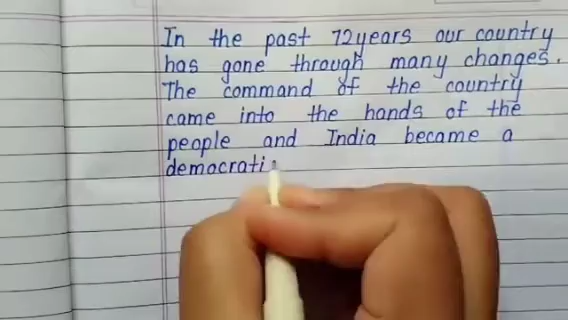 In the past 72years our country
has gone through many changes.
The command of the country
came into the hands of the
people and India became a
democrati